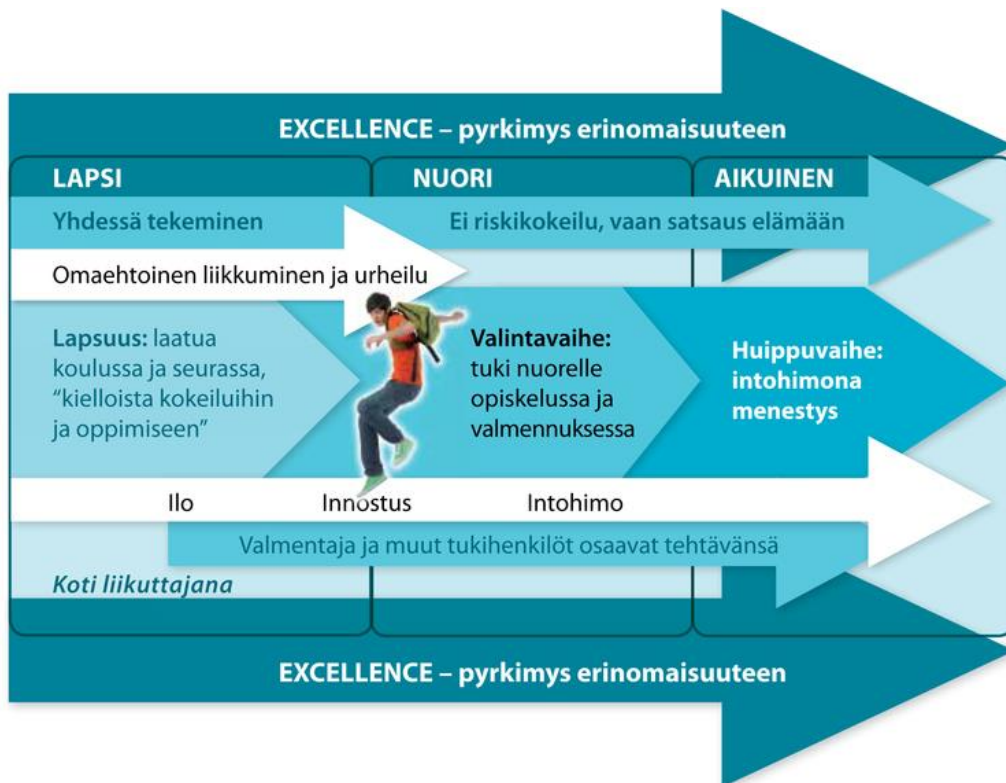 EXCELLENCE – pyrkimys erinomaisuuteen
LAPSI
NUORI
AIKUINEN
Yhdessä tekeminen
Ei riskikokeilu, vaan satsaus elämään
Omaehtoinen liikkuminen ja urheilu
Lapsuus: laatua
koulussa ja seurassa,
“kielloista kokeiluihin
ja oppimiseen”
Valintavaihe:
tuki nuorelle
opiskelussa ja
valmennuksessa
Huippuvaihe:
intohimona
menestys
Ilo
Innostus
Intohimo
Valmentaja ja muut tukihenkilöt osaavat tehtävänsä
Koti liikuttajana
EXCELLENCE – pyrkimys erinomaisuuteen